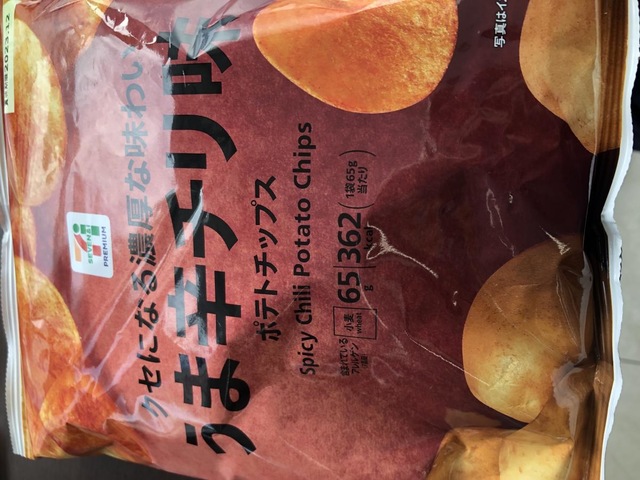 クセになる濃厚な味わい
うま辛チリ味
ポテトチップス
Spicy Chili Potato Chips
SEVEN&i
PREMIUM
含まれている
アレルゲン
小麦
wheat
65
g
362
kcal
1袋65g
当たり
写真はイ
2023.12